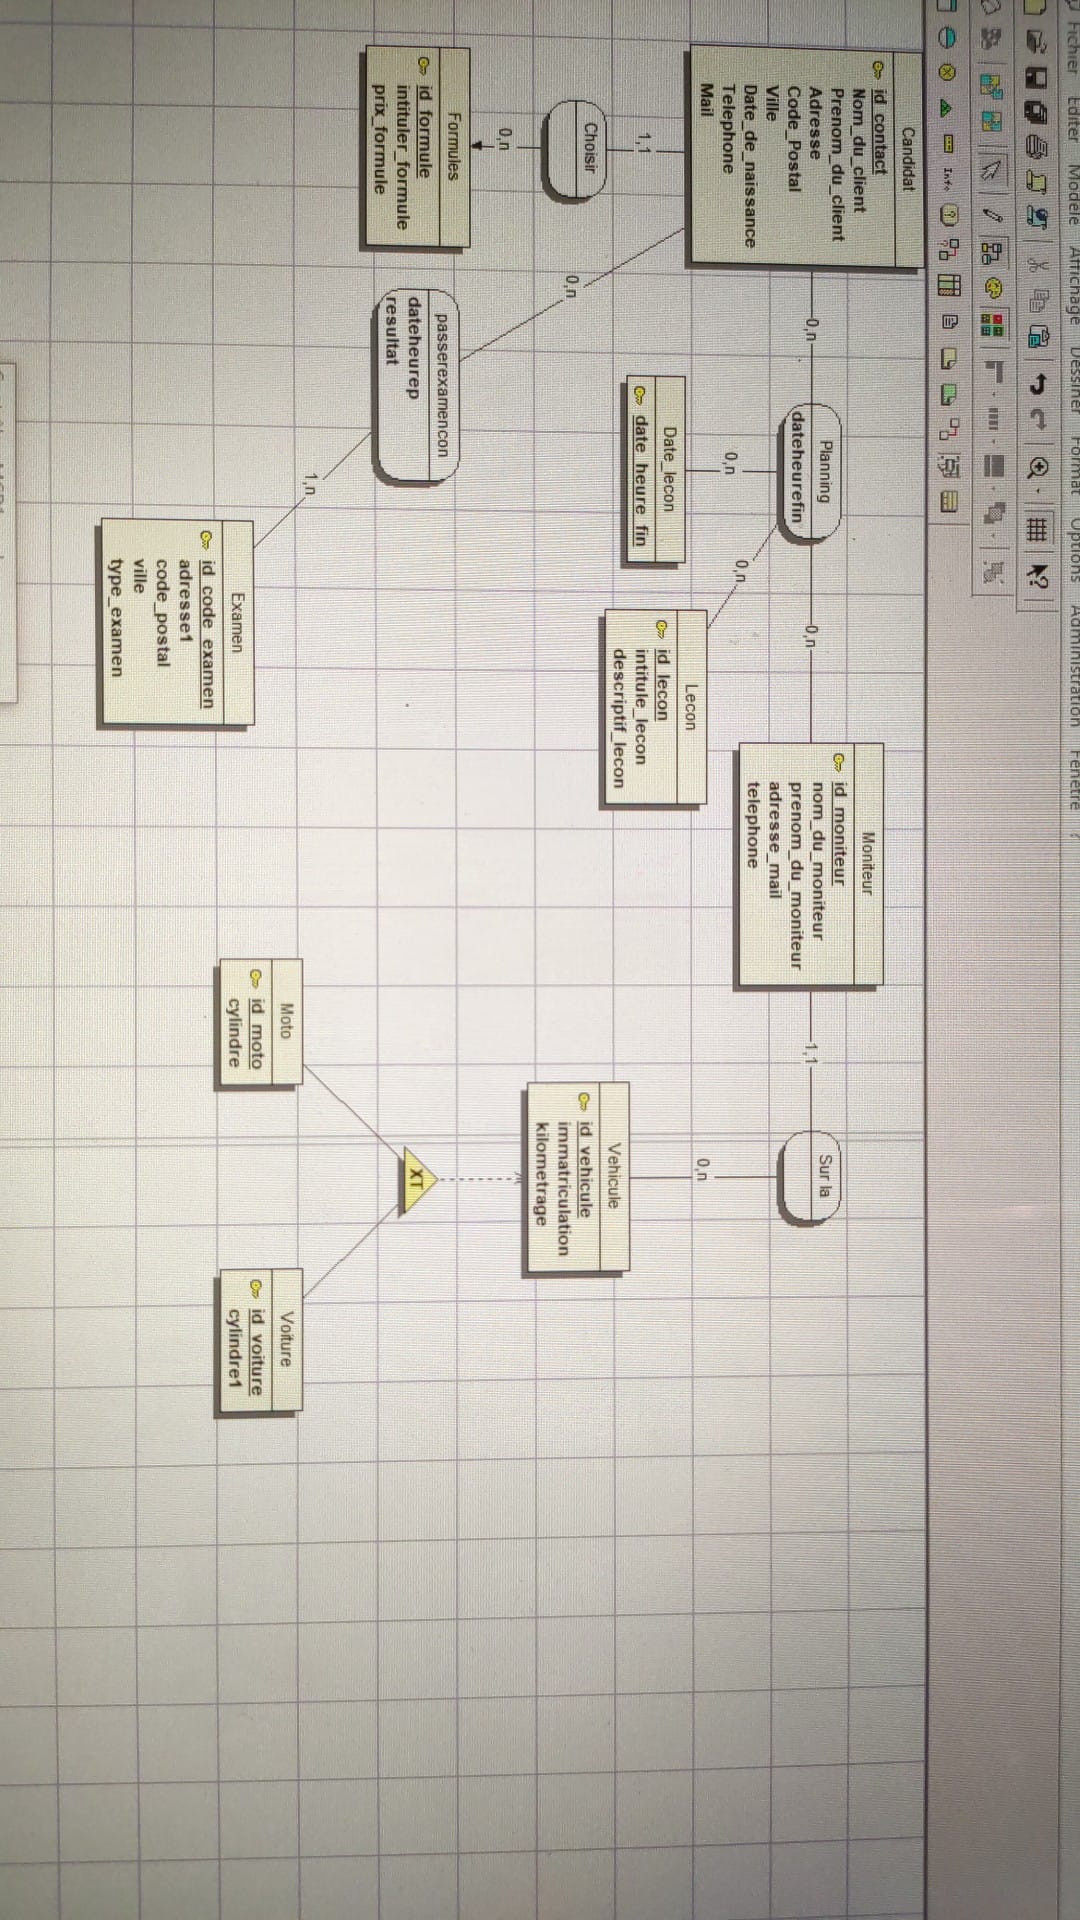 Fichier Editer Modèle Affichage Dessiner Format Options Administration Fenêtre ?
Inf.
Candidat
id_contact
Nom_du_client
Prenom_du_client
Adresse
Code_Postal
Ville
Date_de_naissance
Telephone
Mail
0,n
Planning
dateheurefin
0,n
Moniteur
id_moniteur
nom_du_moniteur
prenom_du_moniteur
adresse_mail
telephone
1,1
Sur la
1,1
Choisir
0,n
0,n
Date_lecon
date_heure_fin
0,n
Lecon
id_lecon
intitule_lecon
descriptif_lecon
0,n
Vehicule
id_vehicule
immatriculation
kilometrage
0,n
Formules
id_formule
intituler_formule
prix_formule
passerexamencon
dateheurep
resultat
1,n
XT
Examen
id_code_examen
adresse1
code_postal
ville
type_examen
Moto
id_moto
cylindre
Voiture
id_voiture
cylindre1